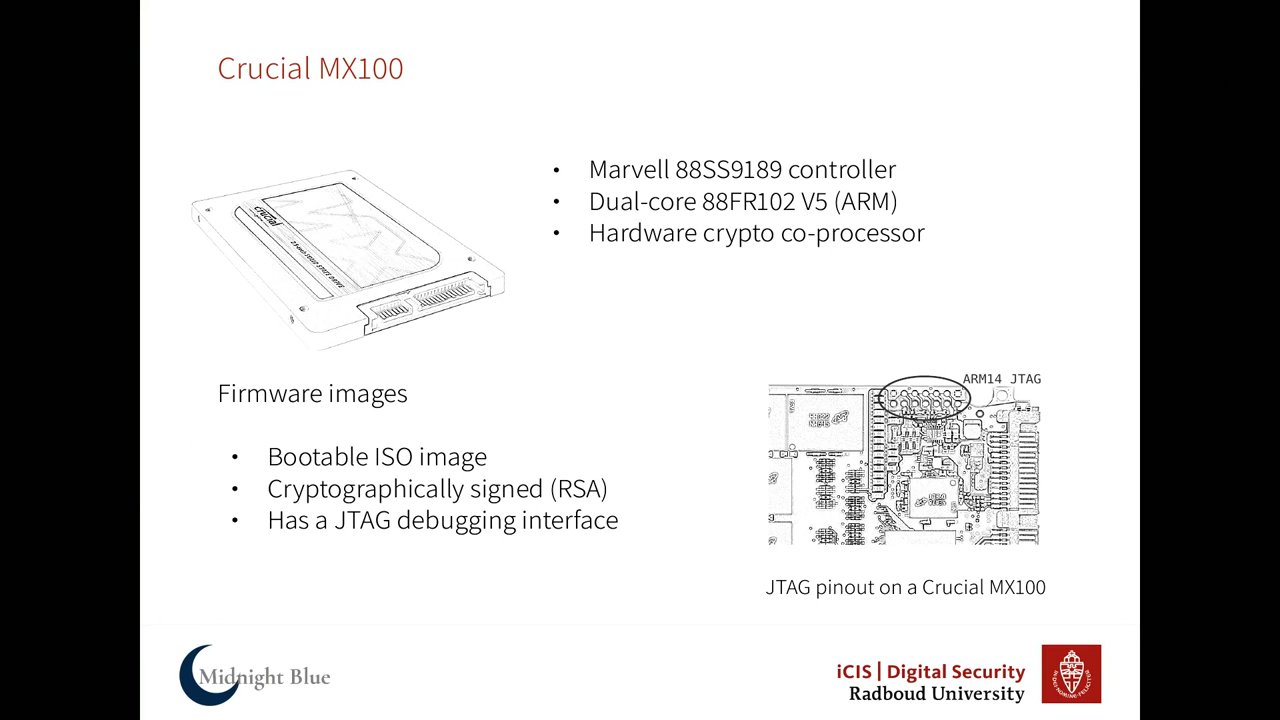 Crucial MX100
• Marvell 88SS9189 controller
• Dual-core 88FR102 V5 (ARM)
• Hardware crypto co-processor
crucial
Firmware images
• Bootable ISO image
• Cryptographically signed (RSA)
• Has a JTAG debugging interface
ARM14 JTAG
JTAG pinout on a Crucial MX100
Midnight Blue
iCIS | Digital Security
Radboud University